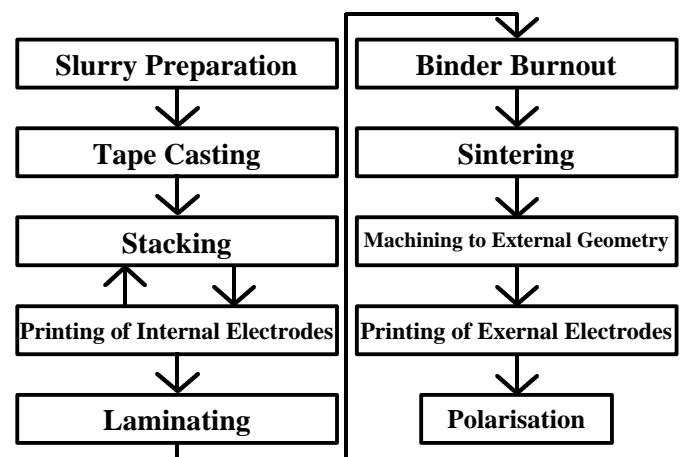 Slurry Preparation
Tape Casting
Stacking
Printing of Internal Electrodes
Laminating
Binder Burnout
Sintering
Machining to External Geometry
Printing of Exernal Electrodes
Polarisation